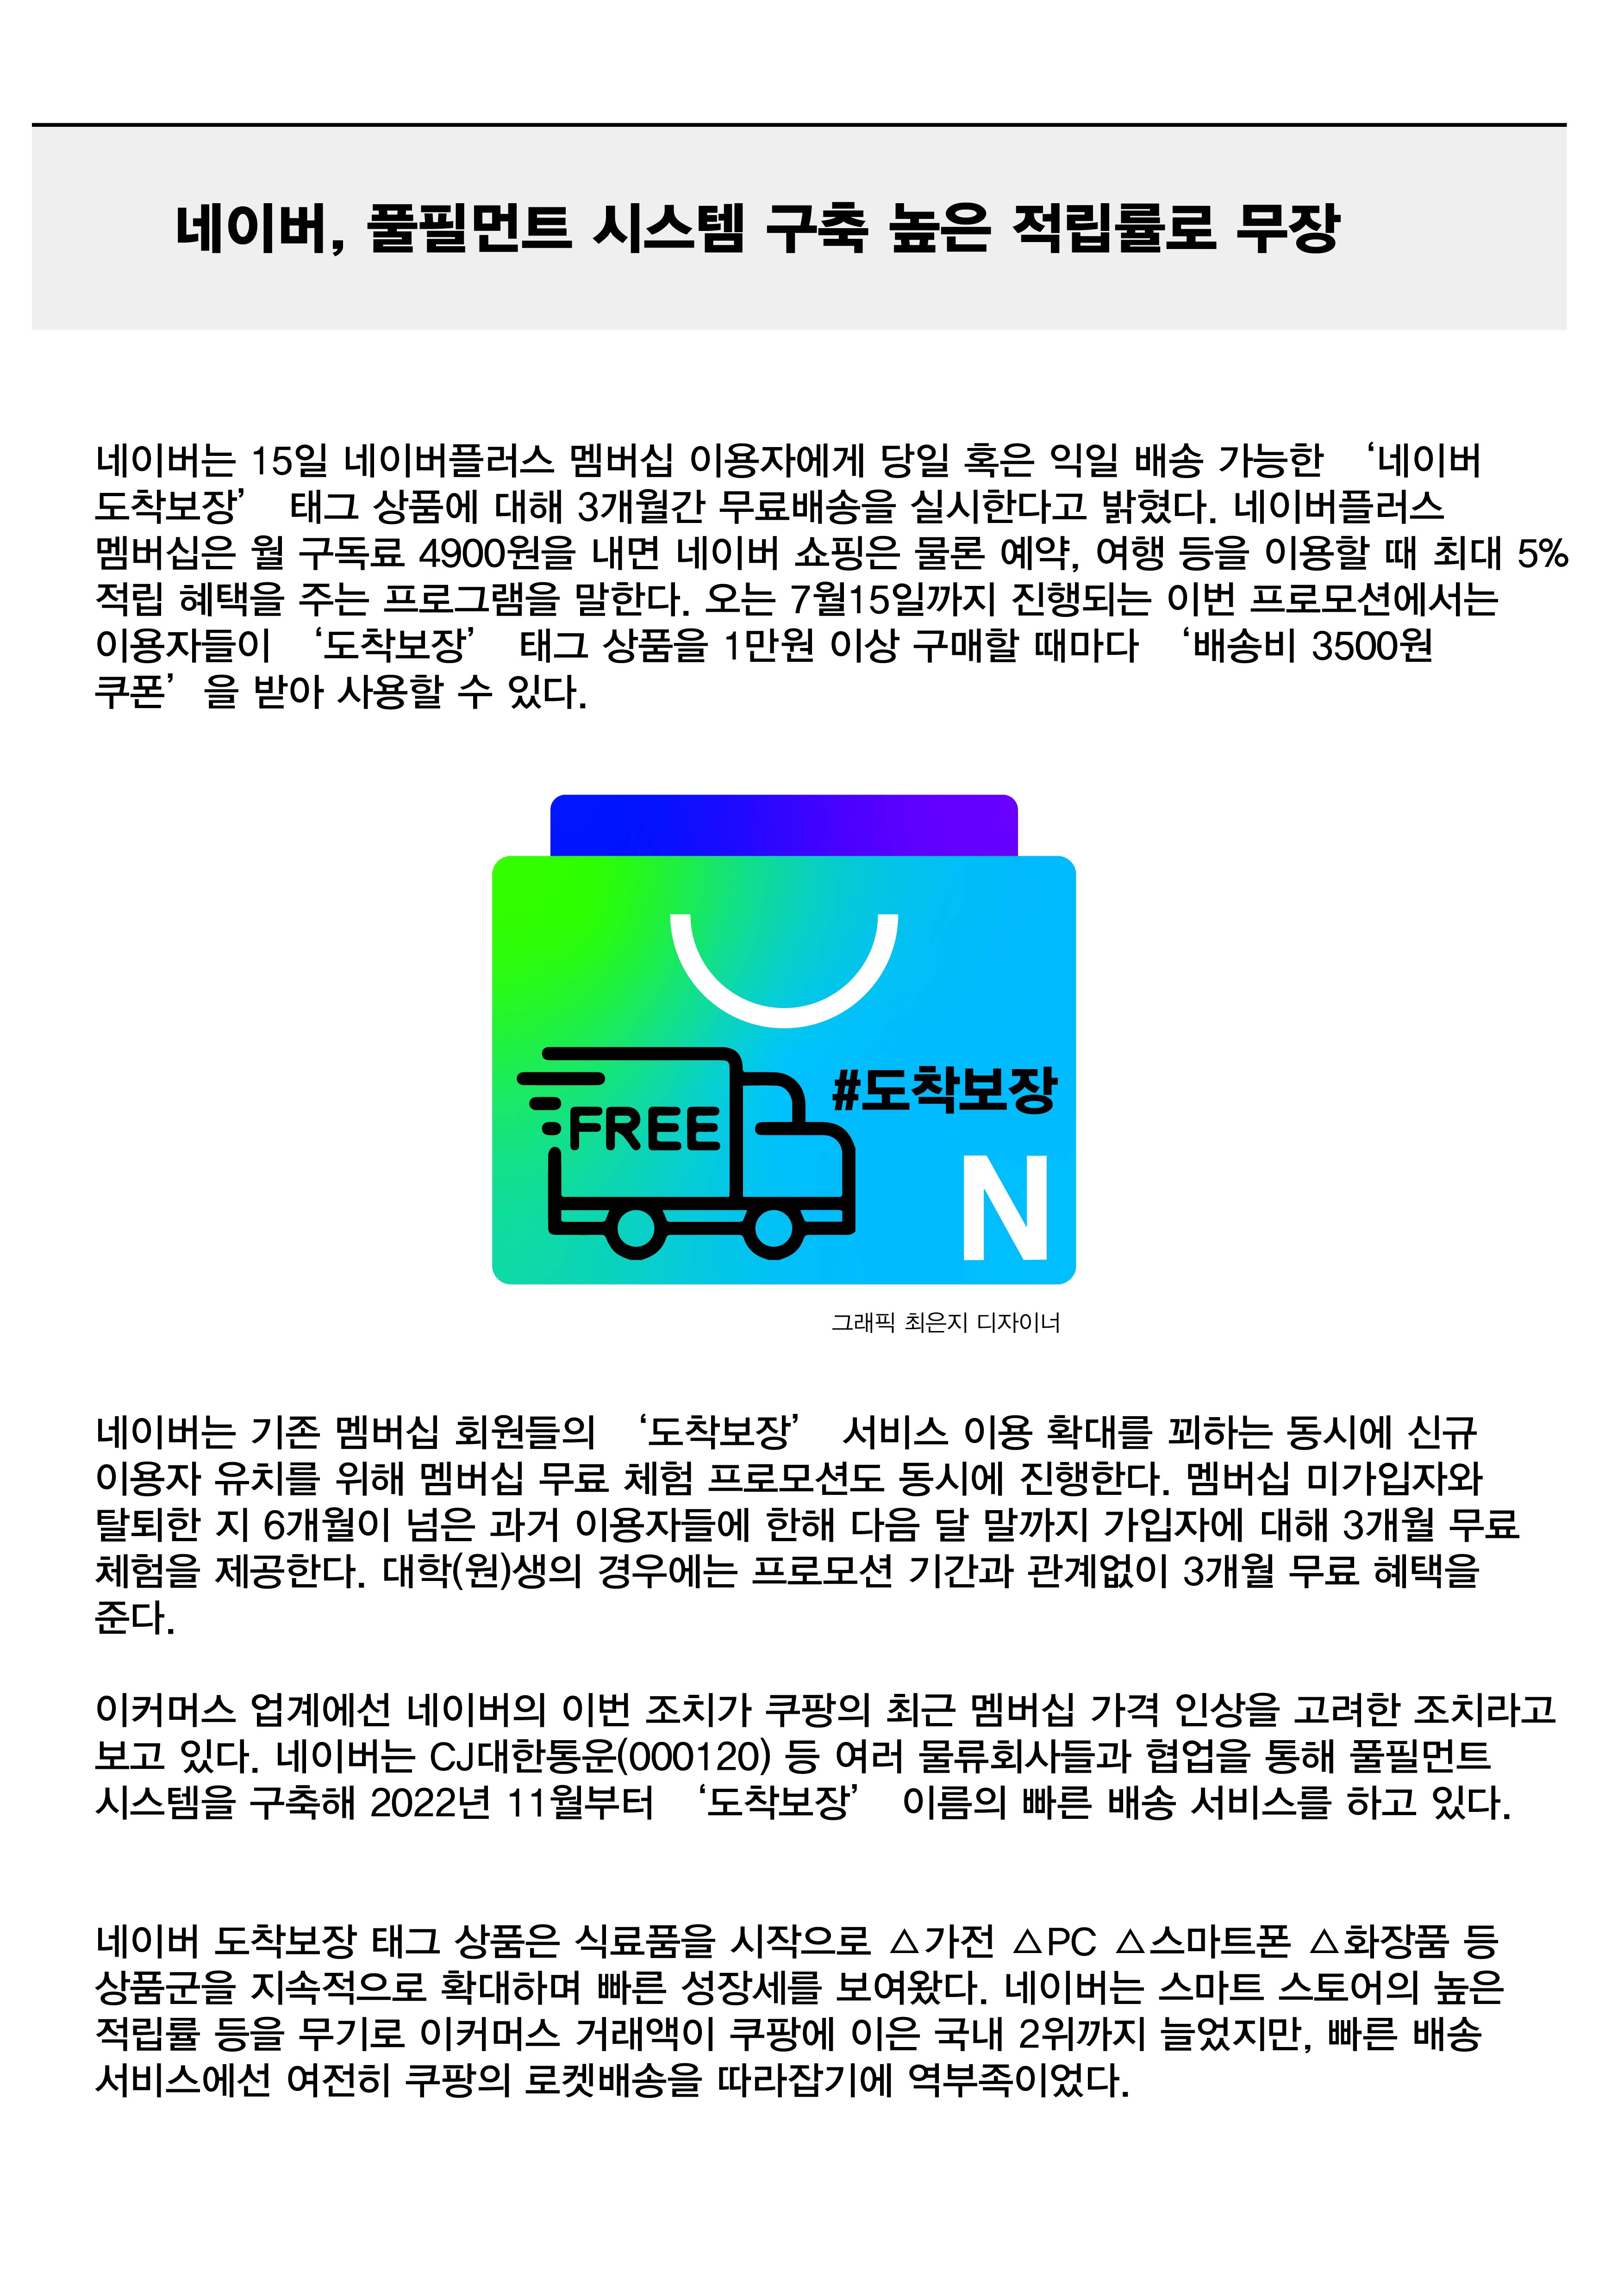 네이버, 풀필먼트 시스템 구축 높은 적립률로 무장
네이버는 15일 네이버플러스 멤버십 이용자에게 당일 혹은 익일 배송 가능한 ‘네이버
도착보장’ 태그 상품에 대해 3개월간 무료배송을 실시한다고 밝혔다. 네이버플러스
멤버십은 월 구독료 4900원을 내면 네이버 쇼핑은 물론 예약, 여행 등을 이용할 때 최대 5%
적립 혜택을 주는 프로그램을 말한다. 오는 7월15일까지 진행되는 이번 프로모션에서는
이용자들이 ‘도착보장’ 태그 상품을 1만원 이상 구매할 때마다 ‘배송비 3500원
쿠폰’을 받아 사용할 수 있다.
#도착보장
FREE
N
그래픽 최은지 디자이너
네이버는 기존 멤버십 회원들의 ‘도착보장’ 서비스 이용 확대를 꾀하는 동시에 신규
이용자 유치를 위해 멤버십 무료 체험 프로모션도 동시에 진행한다. 멤버십 미가입자와
탈퇴한 지 6개월이 넘은 과거 이용자들에 한해 다음 달 말까지 가입자에 대해 3개월 무료
체험을 제공한다. 대학(원)생의 경우에는 프로모션 기간과 관계없이 3개월 무료 혜택을
준다.
이커머스 업계에선 네이버의 이번 조치가 쿠팡의 최근 멤버십 가격 인상을 고려한 조치라고
보고 있다. 네이버는 CJ대한통운(000120) 등 여러 물류회사들과 협업을 통해 풀필먼트
시스템을 구축해 2022년 11월부터 ‘도착보장’ 이름의 빠른 배송 서비스를 하고 있다.
네이버 도착보장 태그 상품은 식료품을 시작으로 △가전 △PC △스마트폰 △화장품 등
상품군을 지속적으로 확대하며 빠른 성장세를 보여왔다. 네이버는 스마트 스토어의 높은
적립률 등을 무기로 이커머스 거래액이 쿠팡에 이은 국내 2위까지 늘었지만, 빠른 배송
서비스에선 여전히 쿠팡의 로켓배송을 따라잡기에 역부족이었다.